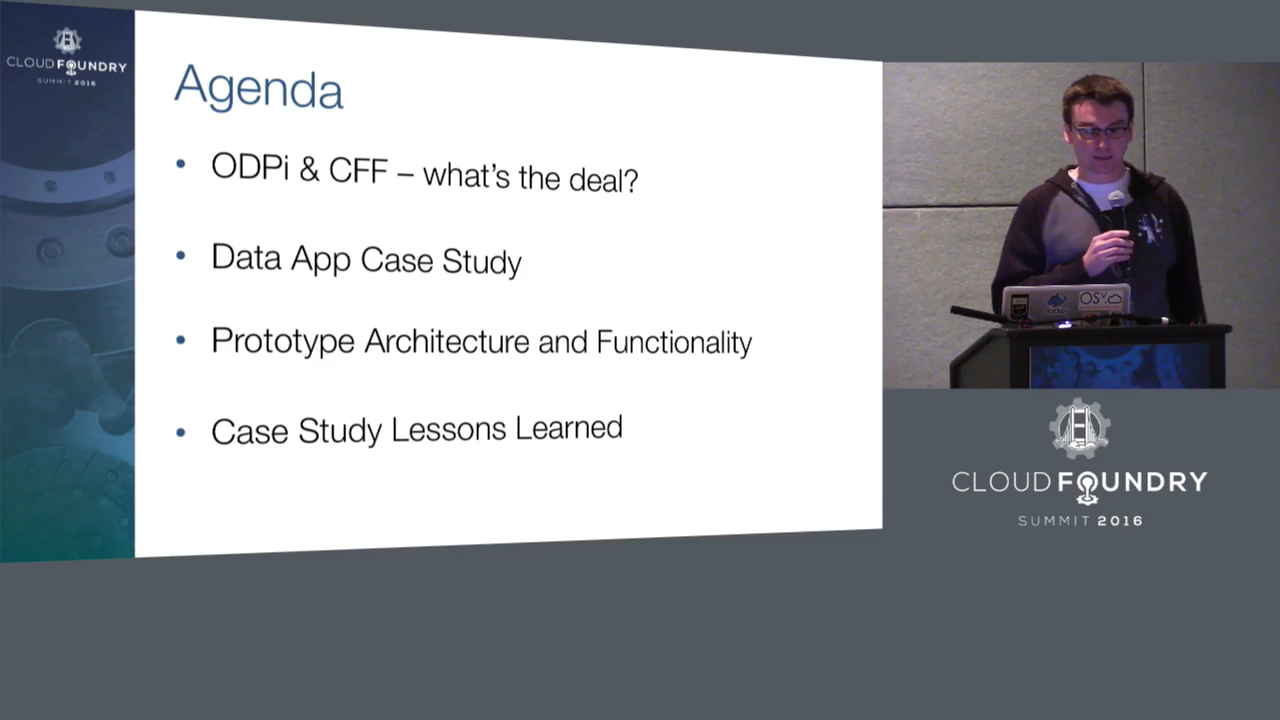 CLOUD FOUNDRY
SUMMIT 2016
Agenda
• ODPi & CFF – what's the deal?
• Data App Case Study
• Prototype Architecture and Functionality
• Case Study Lessons Learned
CLOUD FOUNDRY
SUMMIT 2016